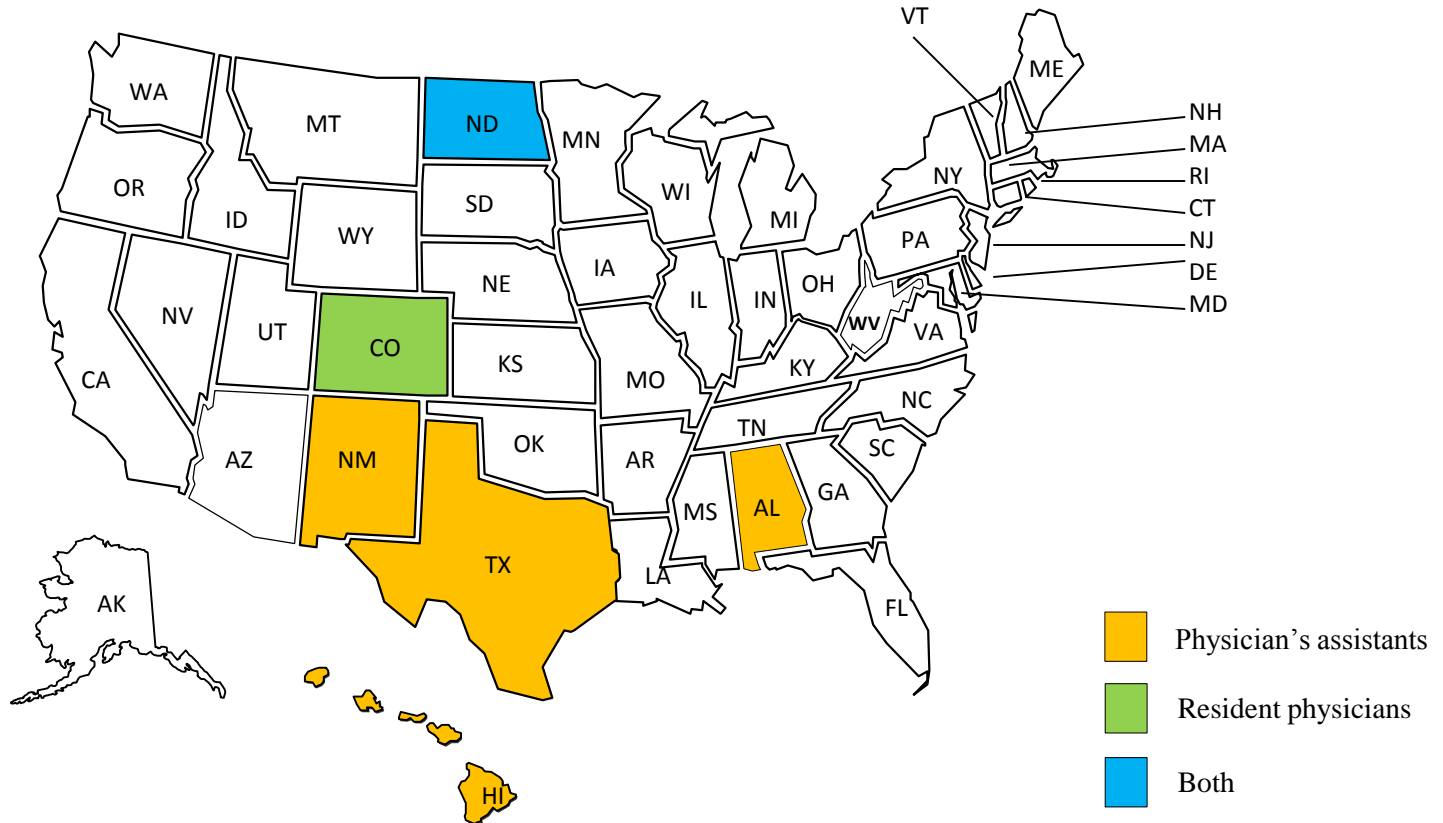 VT
ME
WA
MT
ND
MN
NH
MA
OR
ID
SD
WI
NY
RI
WY
MI
CT
PA
NJ
IA
NE
DE
OH
NV
IL
IN
MD
UT
WV
VA
CO
KS
CA
MO
KY
NC
TN
OK
SC
AZ
NM
AR
GA
MS
AL
TX
LA
AK
FL
HI
Physician’s assistants
Resident physicians
Both